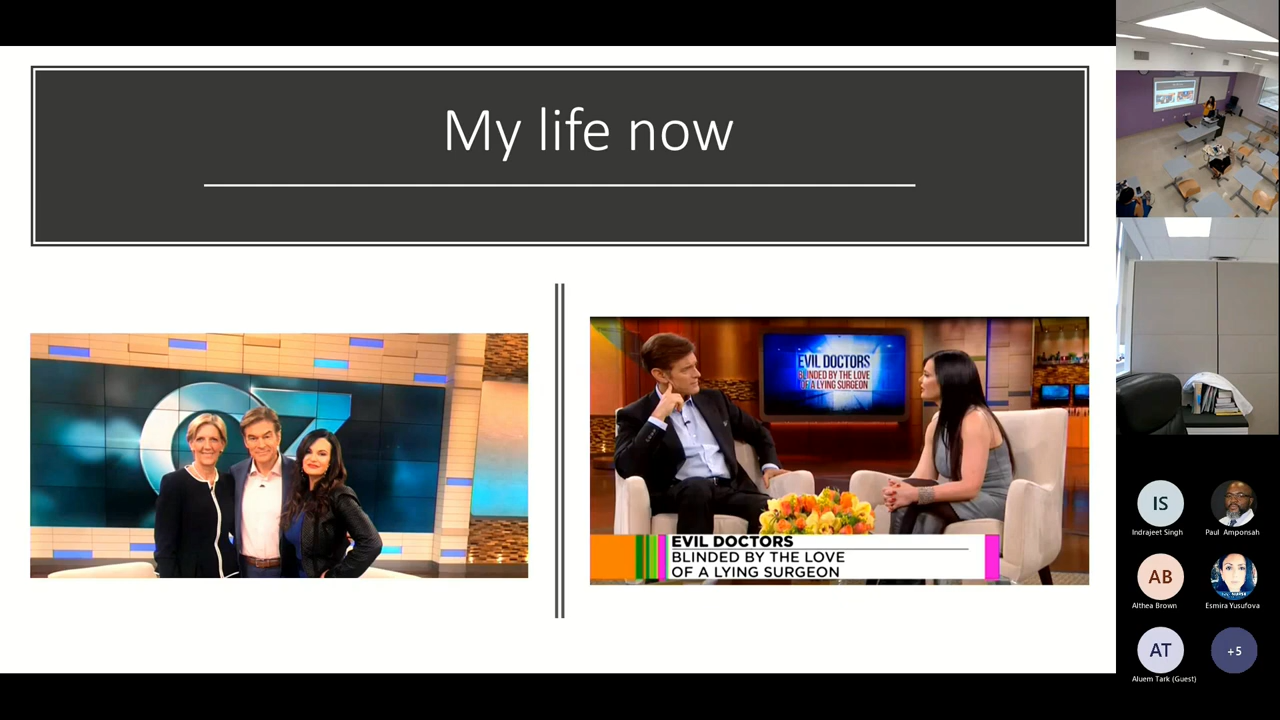 My life now
OZ
EVIL DOCTORS
BLINDED BY THE LOVE
OF A LYING SURGEON
EVIL DOCTORS
BLINDED BY THE LOVE
OF A LYING SURGEON
IS
Indrajeet Singh
Paul Amponsah
AB
Althea Brown
Esmira Yusufova
AT
+5
Aluem Tark (Guest)